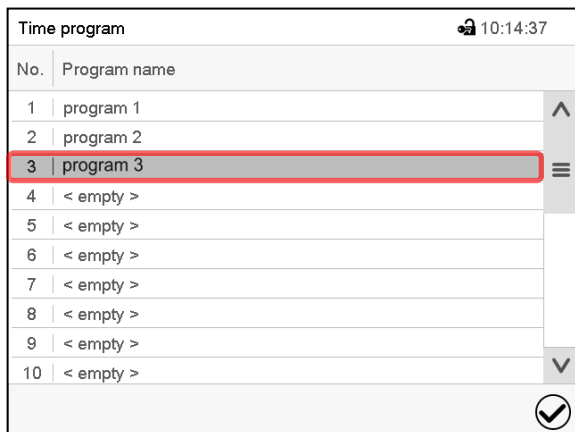 Time program 10:14:37
No. Program name
1 program 1
2 program 2
3 program 3
4 < empty >
5 < empty >
6 < empty >
7 < empty >
8 < empty >
9 < empty >
10 < empty >